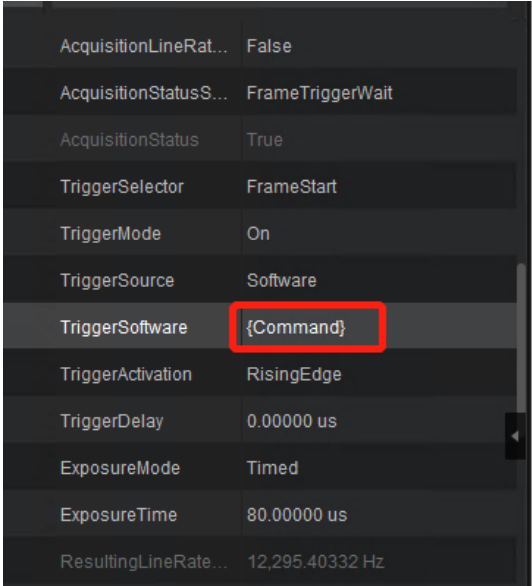 AcquisitionLineRat... False
AcquisitionStatusS... FrameTriggerWait
AcquisitionStatus True
TriggerSelector FrameStart
TriggerMode On
TriggerSource Software
TriggerSoftware {Command}
TriggerActivation RisingEdge
TriggerDelay 0.00000 us
ExposureMode Timed
ExposureTime 80.00000 us
ResultingLineRate... 12,295.40332 Hz